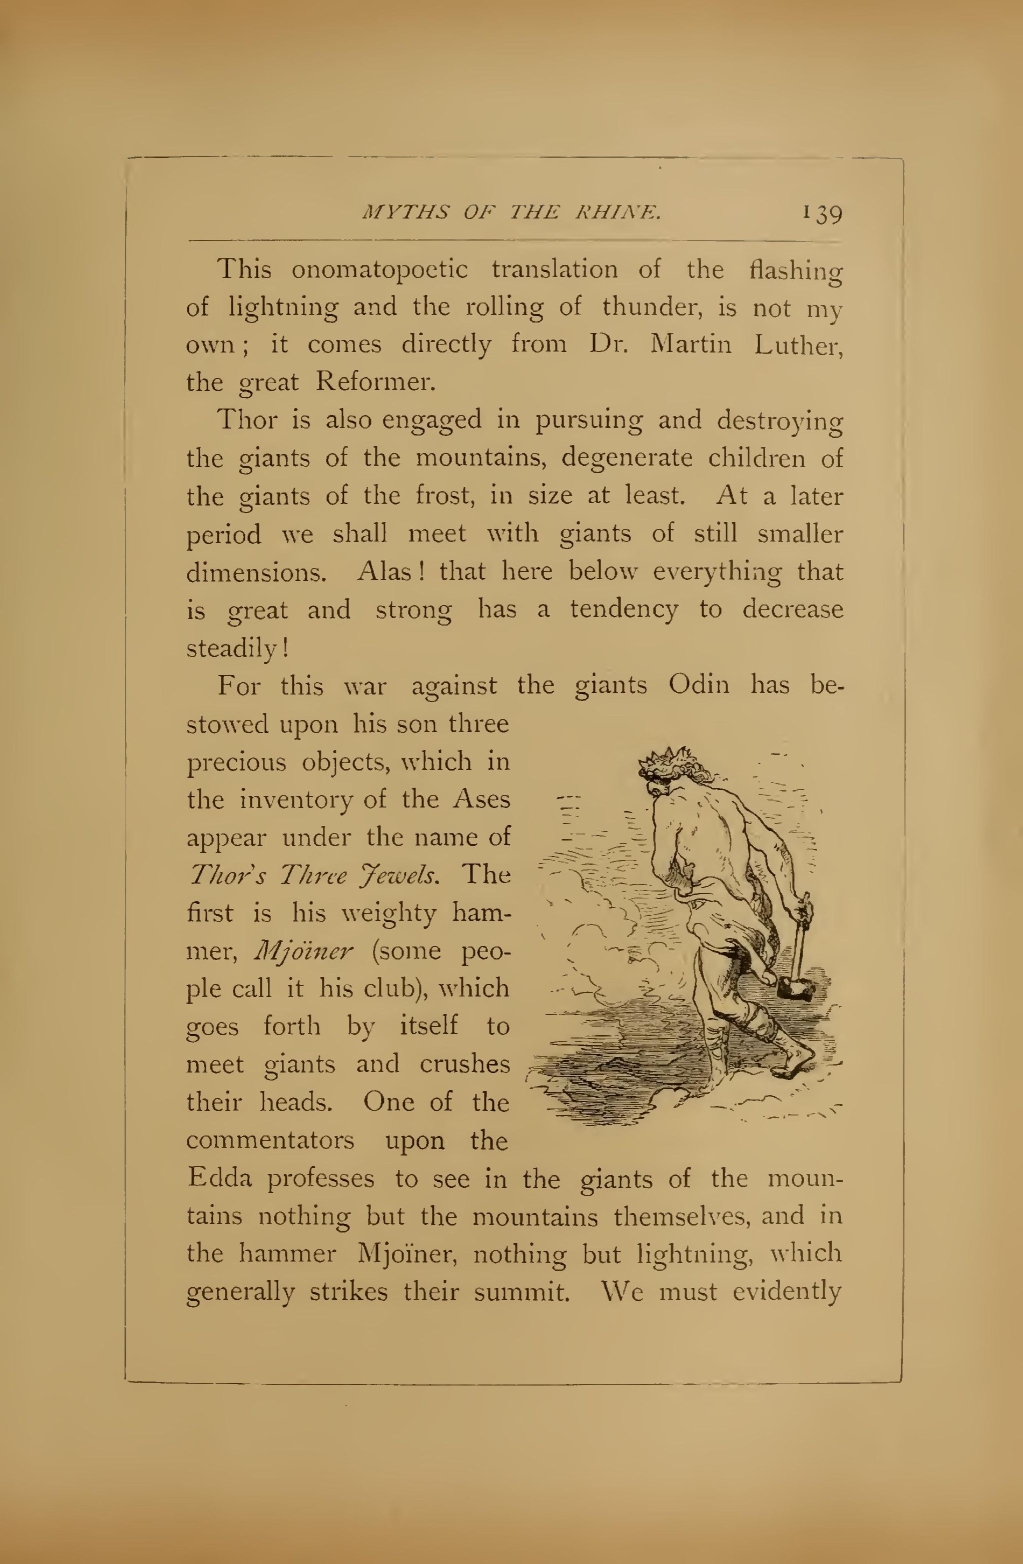 MYTHS OF THE RHINE. 139
This onomatopoetic translation of the flashing
of lightning and the rolling of thunder, is not my
own; it comes directly from Dr. Martin Luther,
the great Reformer.
Thor is also engaged in pursuing and destroying
the giants of the mountains, degenerate children of
the giants of the frost, in size at least. At a later
period we shall meet with giants of still smaller
dimensions. Alas! that here below everything that
is great and strong has a tendency to decrease
steadily!
For this war against the giants Odin has be-
stowed upon his son three
precious objects, which in
the inventory of the Ases
appear under the name of
Thor's Three Jewels. The
first is his weighty ham-
mer, Mjoïner (some peo-
ple call it his club), which
goes forth by itself to
meet giants and crushes
their heads. One of the
commentators upon the
Edda professes to see in the giants of the moun-
tains nothing but the mountains themselves, and in
the hammer Mjoïner, nothing but lightning, which
generally strikes their summit. We must evidently